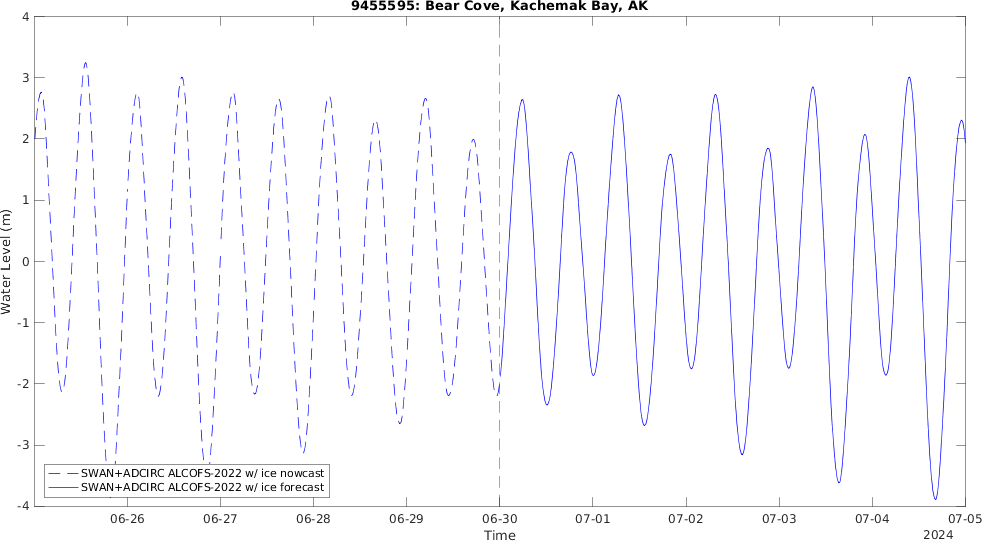 9455595: Bear Cove, Kachemak Bay, AK
Water Level (m)
4
3
2
1
0
-1
-2
-3
-4
SWAN+ADCIRC ALCOFS-2022 w/ ice nowcast
SWAN+ADCIRC ALCOFS-2022 w/ ice forecast
06-26 06-27 06-28 06-29 06-30 07-01 07-02 07-03 07-04 07-05
Time
2024